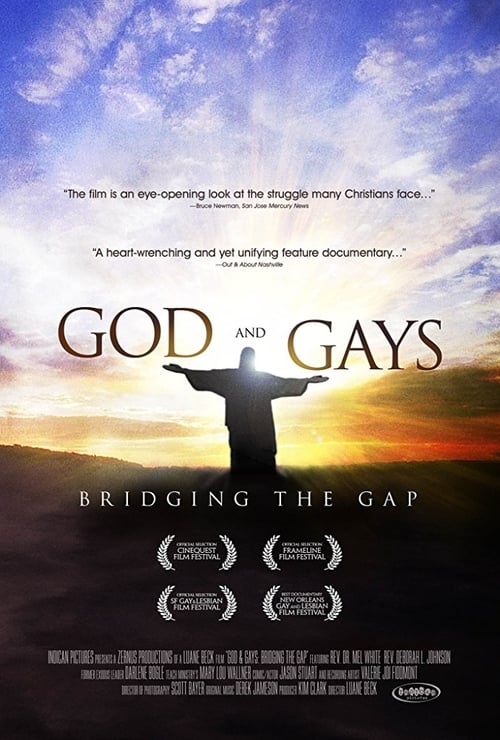 “The film is an eye-opening look at the struggle many Christians face...”
—Bruce Newman, San Jose Mercury News
“A heart-wrenching and yet unifying feature documentary...”
—Out & About Nashville
GOD AND GAYS
BRIDGING THE GAP
OFFICIAL SELECTION
CINEQUEST
FILM FESTIVAL
OFFICIAL SELECTION
FRAMELINE
FILM FESTIVAL
OFFICIAL SELECTION
SF GAY & LESBIAN
FILM FESTIVAL
BEST DOCUMENTARY
NEW ORLEANS
GAY AND LESBIAN
FILM FESTIVAL
INDICAN PICTURES PRESENTS A ZERNUS PRODUCTIONS OF A LUANE BECK FILM "GOD & GAYS: BRIDGING THE GAP" FEATURING REV. DR. MEL WHITE REV. DEBORAH L. JOHNSON
FORMER EXODUS LEADER DARLENE BOGLE TEACH MINISTRY'S MARY LOU WALLNER COMIC/ACTOR JASON STUART AND RECORDING ARTIST VALERIE JOI FIDDMONT
DIRECTOR OF PHOTOGRAPHY SCOTT BAYER ORIGINAL MUSIC DEREK JAMESON PRODUCER KIM CLARK DIRECTOR LUANE BECK